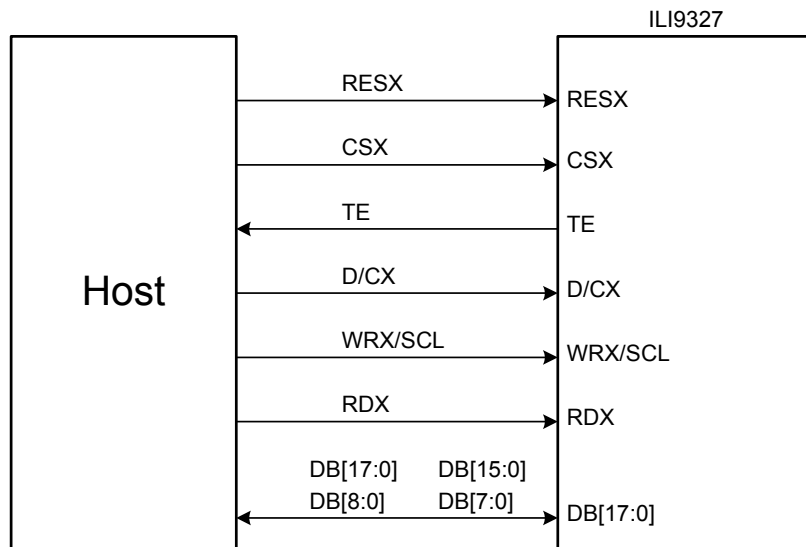 ILI9327
RESX
RESX
CSX
CSX
TE
TE
Host
D/CX
D/CX
WRX/SCL
WRX/SCL
RDX
RDX
DB[17:0] DB[15:0]
DB[8:0] DB[7:0]
DB[17:0]